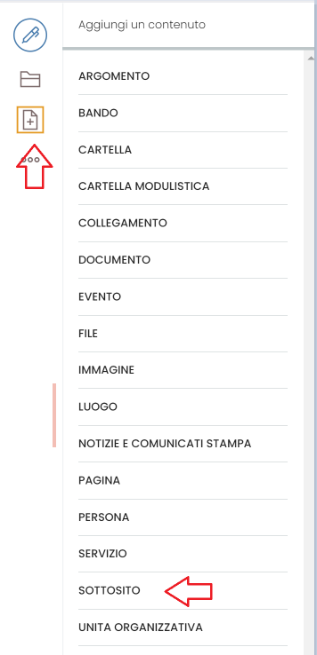 Aggiungi un contenuto
ARGOMENTO
BANDO
CARTELLA
CARTELLA MODULISTICA
COLLEGAMENTO
DOCUMENTO
EVENTO
FILE
IMMAGINE
LUOGO
NOTIZIE E COMUNICATI STAMPA
PAGINA
PERSONA
SERVIZIO
SOTTOSITO
UNITA ORGANIZZATIVA